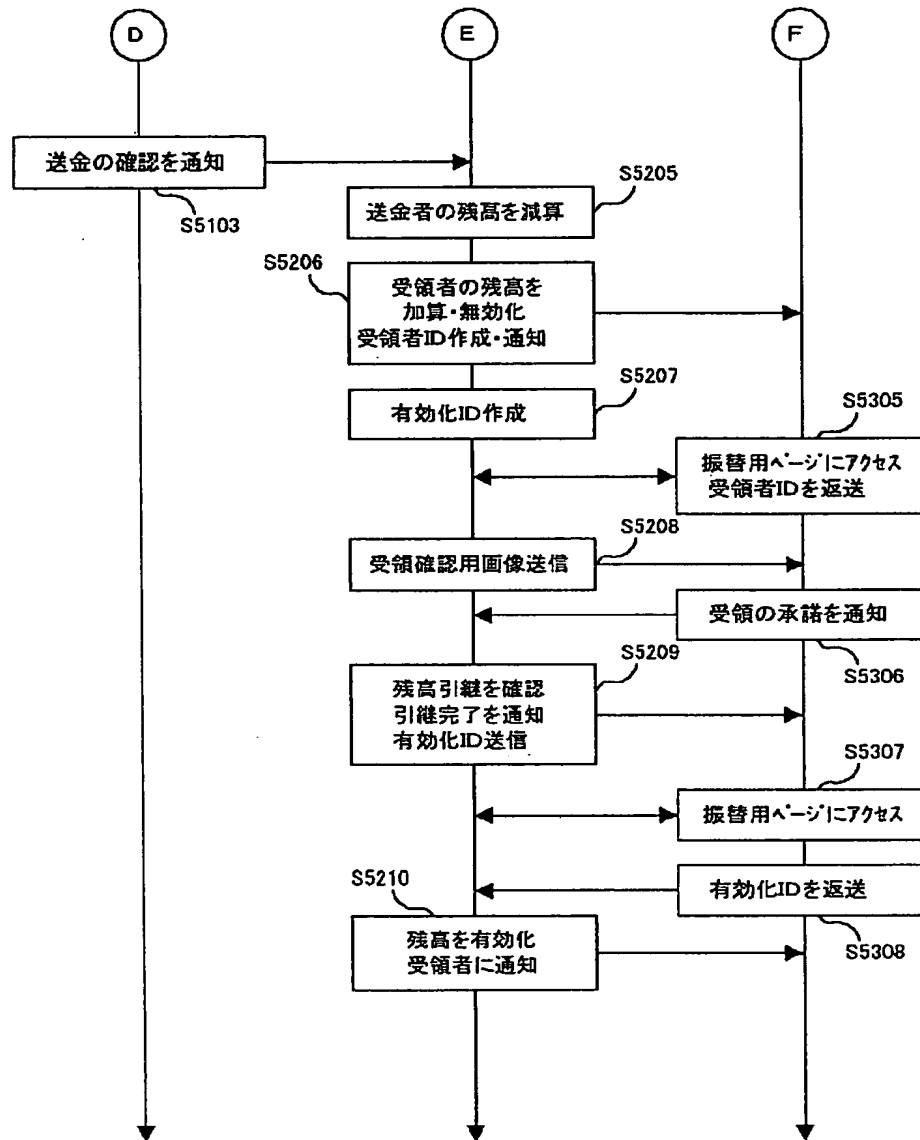 D
E
F
送金の確認を通知
S5103
S5205
送金者の残高を減算
S5206
受領者の残高を
加算・無効化
受領者ID作成・通知
S5207
有効化ID作成
S5305
振替用ページにアクセス
受領者IDを返送
S5208
受領確認用画像送信
受領の承諾を通知
S5306
S5209
残高引継を確認
引継完了を通知
有効化ID送信
S5307
振替用ページにアクセス
有効化IDを返送
S5308
S5210
残高を有効化
受領者に通知